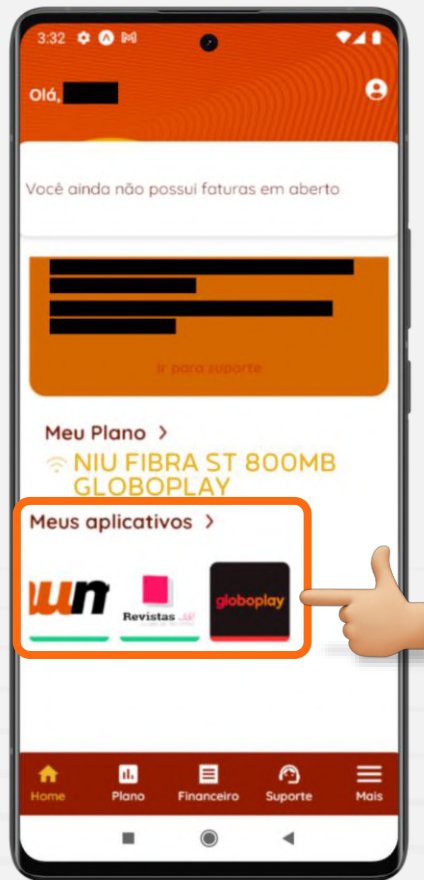 3:32
Olá,
Você ainda não possui faturas em aberto
Ir para suporte
Meu Plano >
NIU FIBRA ST 800MB
GLOBOPLAY
Meus aplicativos >
Revistas
globoplay
Home Plano Financeiro Suporte Mais